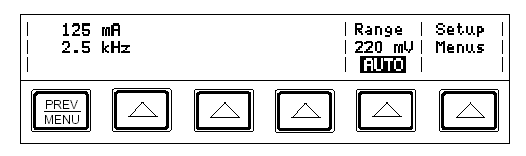 125 mA
2.5 kHz
Range
220 mV
AUTO
Setup
Menus
PREV
MENU